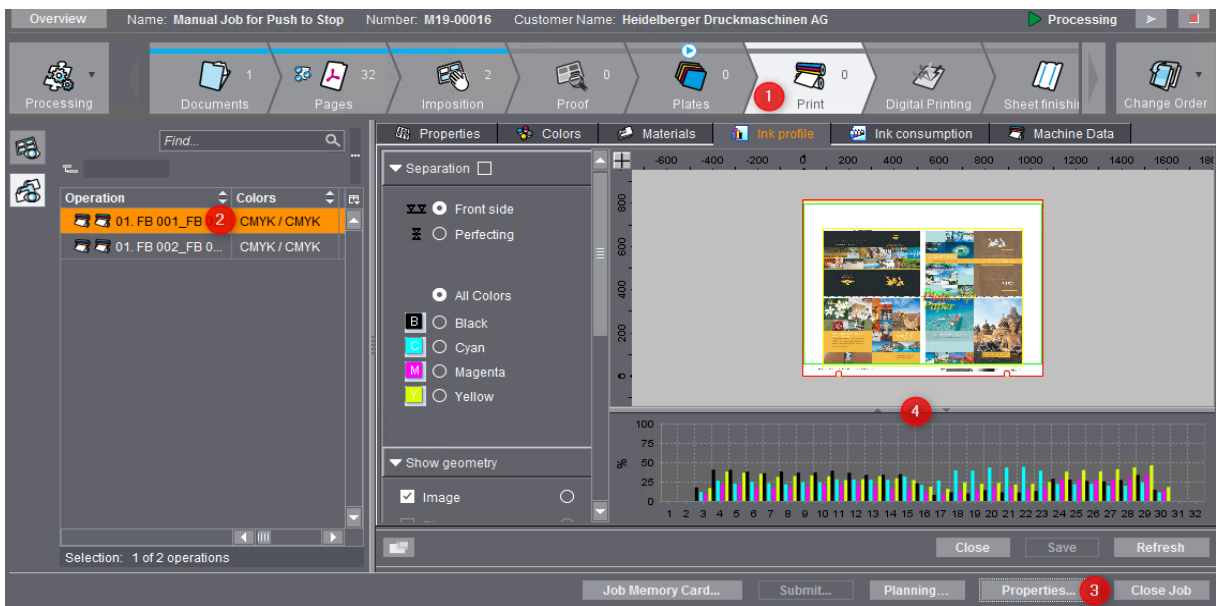 Overview Name: Manual Job for Push to Stop Number: M19-00016 Customer Name: Heidelberger Druckmaschinen AG Processing
1 32 2 0 0 0
Processing Documents Pages Imposition Proof Plates 1 Print Digital Printing Sheet finishin Change Order
Find...
...
Properties Colors Materials Ink profile Ink consumption Machine Data
Operation Colors
01. FB 001_FB 0 2 CMYK / CMYK
01. FB 002_FB 0... CMYK / CMYK
Selection: 1 of 2 operations
Separation
Front side
Perfecting
All Colors
B Black
C Cyan
M Magenta
Y Yellow
Show geometry
Image
-600 -400 -200 0 200 400 600 800 1000 1200 1400 1600 180
800
600
400
200
0
4
100
75
% 50
25
0
1 2 3 4 5 6 7 8 9 10 11 12 13 14 15 16 17 18 19 20 21 22 23 24 25 26 27 28 29 30 31 32
Close Save Refresh
Job Memory Card... Submit... Planning... Properties... 3 Close Job